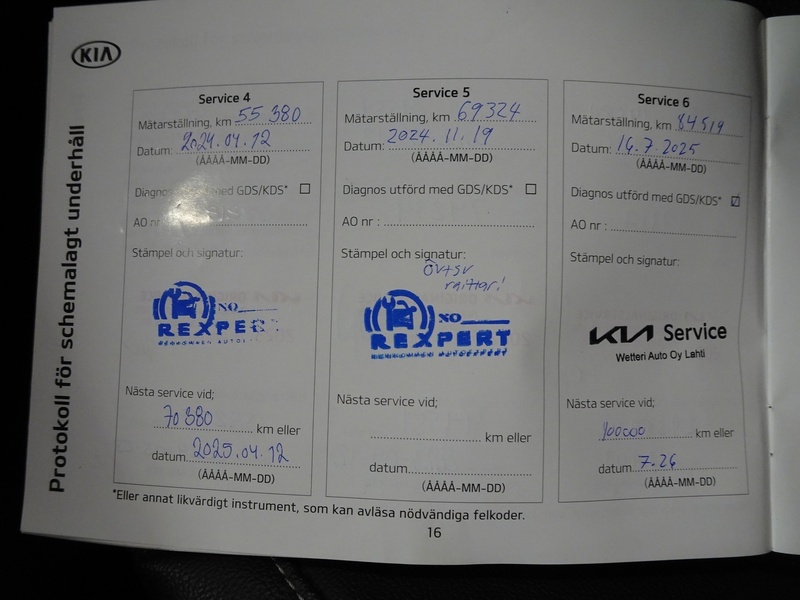 KIA
Protokoll för schemalagt underhåll
Service 4
Mätarställning, km 55 380
Datum: 2024.04.12
(ÅÅÅÅ-MM-DD)
Diagnos med GDS/KDS*
AO nr
Stämpel och signatur:
NO
REXPE
Nästa service vid;
70 380 km eller
datum 2025.04.12
(ÅÅÅÅ-MM-DD)
Service 5
Mätarställning, km 69324
Datum: 2024.11.19
(ÅÅÅÅ-MM-DD)
Diagnos utförd med GDS/KDS*
AO nr :
Stämpel och signatur:
NO
REXPERT
Nästa service vid;
km eller
datum
(ÅÅÅÅ-MM-DD)
Service 6
Mätarställning, km 84519
Datum: 16.7.2025
(ÅÅÅÅ-MM-DD)
Diagnos utförd med GDS/KDS*
AO nr :
Stämpel och signatur:
KIA Service
Wetteri Auto Oy Lahti
Nästa service vid;
100000 km eller
datum 7.26
(ÅÅÅÅ-MM-DD)
*Eller annat likvärdigt instrument, som kan avläsa nödvändiga felkoder.
16